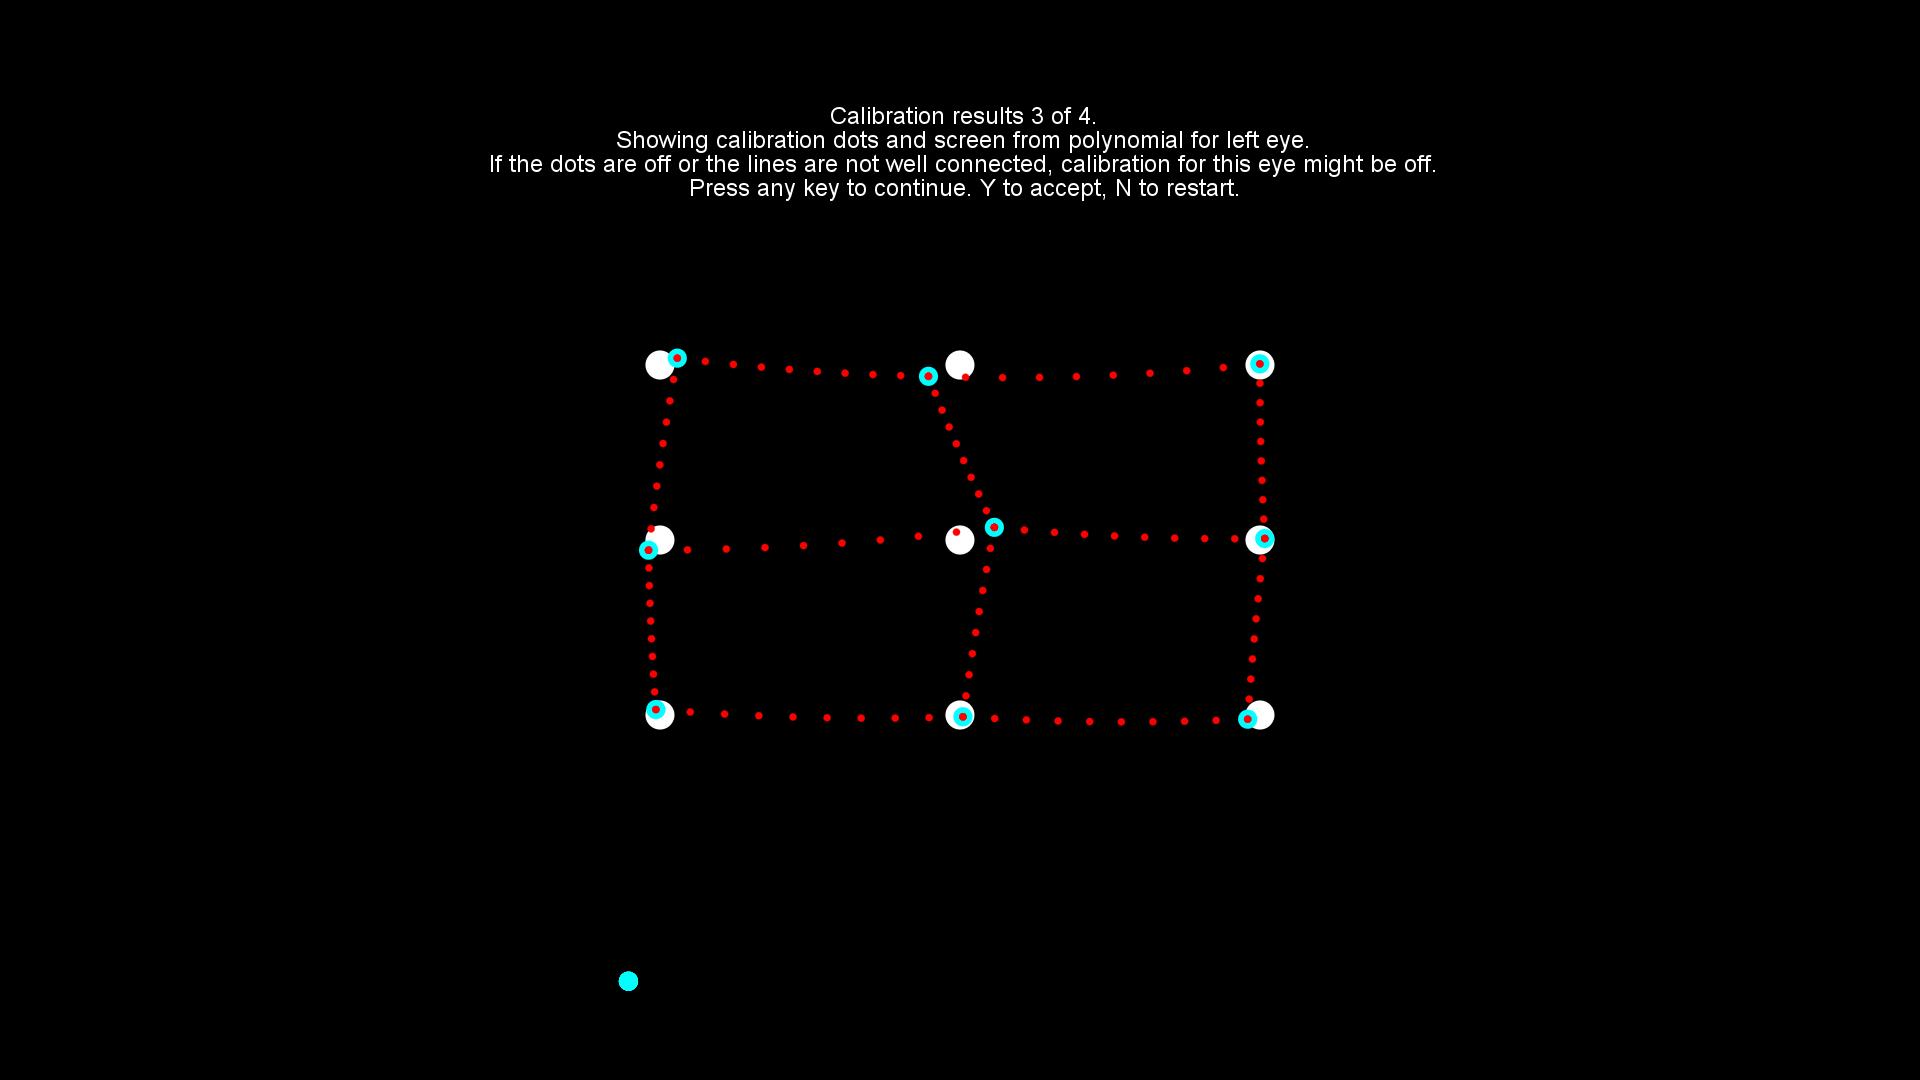 Calibration results 3 of 4.
Showing calibration dots and screen from polynomial for left eye.
If the dots are off or the lines are not well connected, calibration for this eye might be off.
Press any key to continue. Y to accept, N to restart.